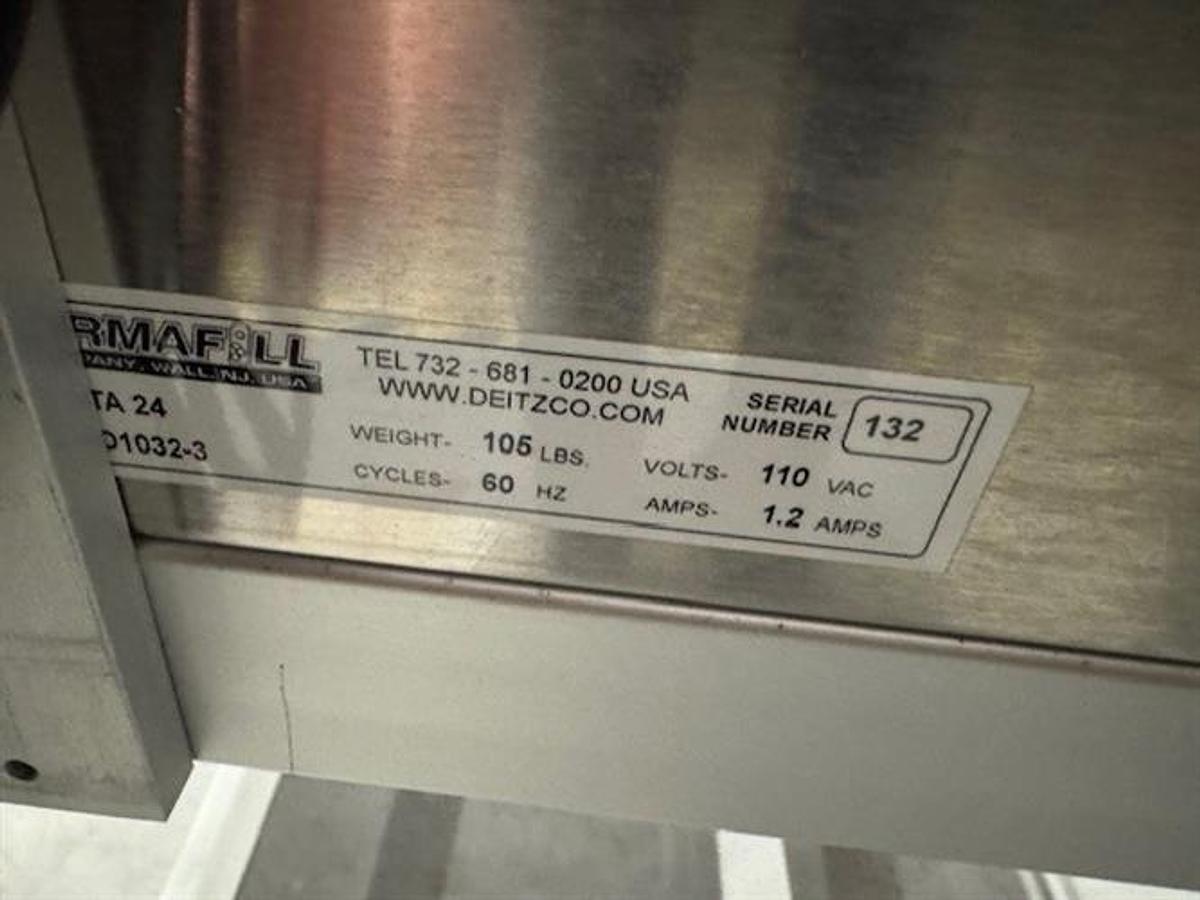 RMAFILL
PANY, WALL, NJ, USA
TA 24
D1032-3
TEL 732 - 681 - 0200 USA
WWW.DEITZCO.COM
WEIGHT- 105 LBS.
CYCLES- 60 HZ
SERIAL
NUMBER 132
VOLTS- 110 VAC
AMPS- 1.2 AMPS